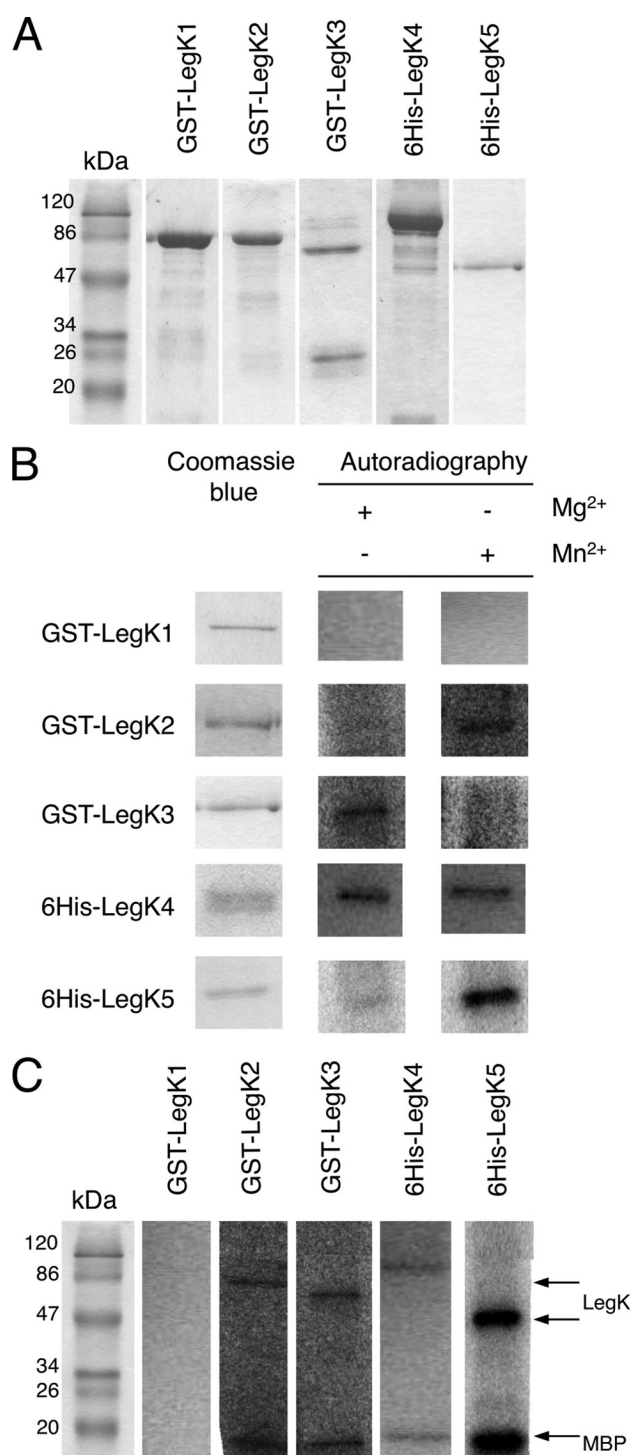 A
GST-LegK1
GST-LegK2
GST-LegK3
6His-LegK4
6His-LegK5
kDa
120
86
47
34
26
20
B
Coomassie
blue
Autoradiography
+ - Mg²⁺
- + Mn²⁺
GST-LegK1
GST-LegK2
GST-LegK3
6His-LegK4
6His-LegK5
C
GST-LegK1
GST-LegK2
GST-LegK3
6His-LegK4
6His-LegK5
kDa
120
86
47
34
26
20
LegK
MBP